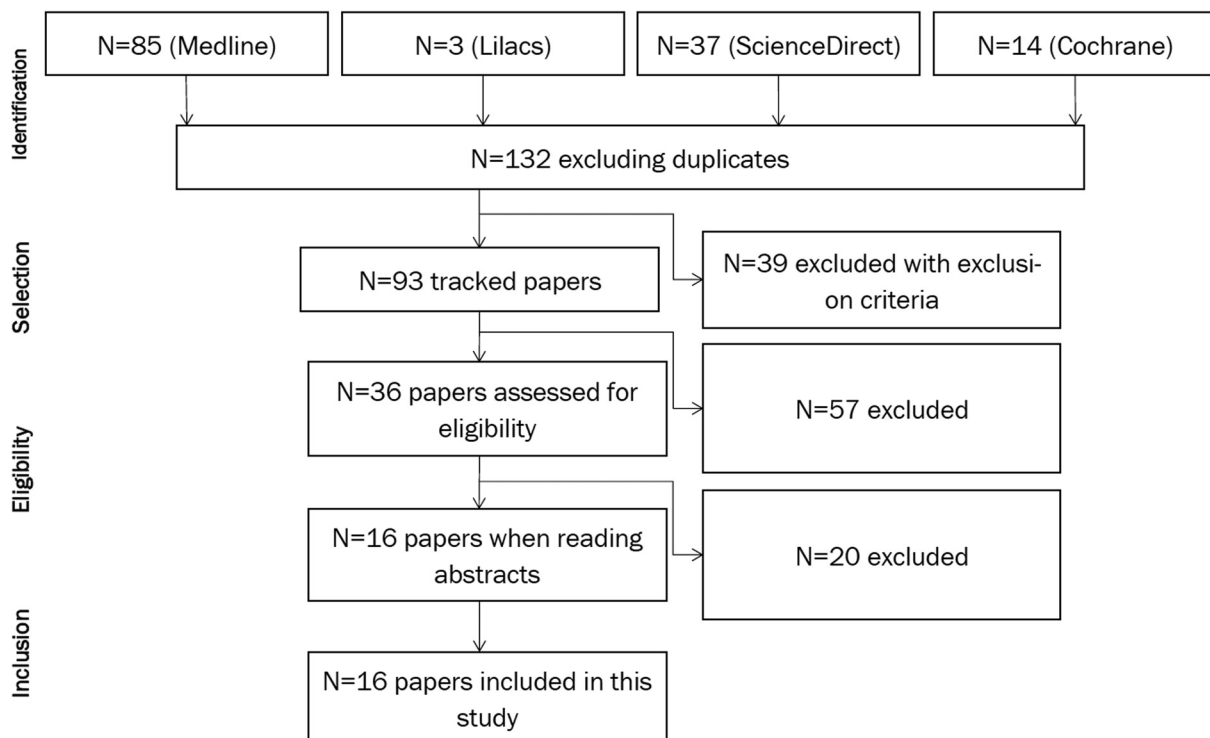 N=85 (Medline)
N=3 (Lilacs)
N=37 (ScienceDirect)
N=14 (Cochrane)
Identification
N=132 excluding duplicates
Selection
N=93 tracked papers
N=39 excluded with exclusi-
on criteria
Eligibility
N=36 papers assessed for
eligibility
N=57 excluded
N=16 papers when reading
abstracts
N=20 excluded
Inclusion
N=16 papers included in this
study